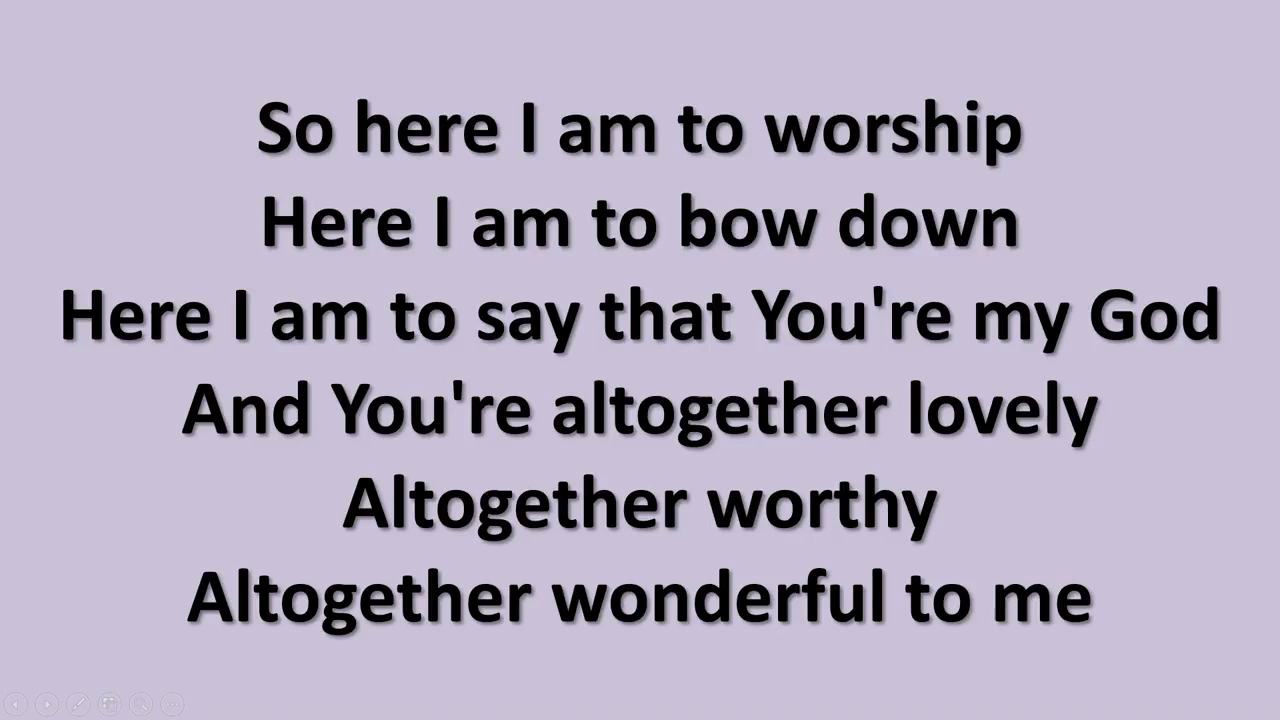 So here I am to worship
Here I am to bow down
Here I am to say that You're my God
And You're altogether lovely
Altogether worthy
Altogether wonderful to me